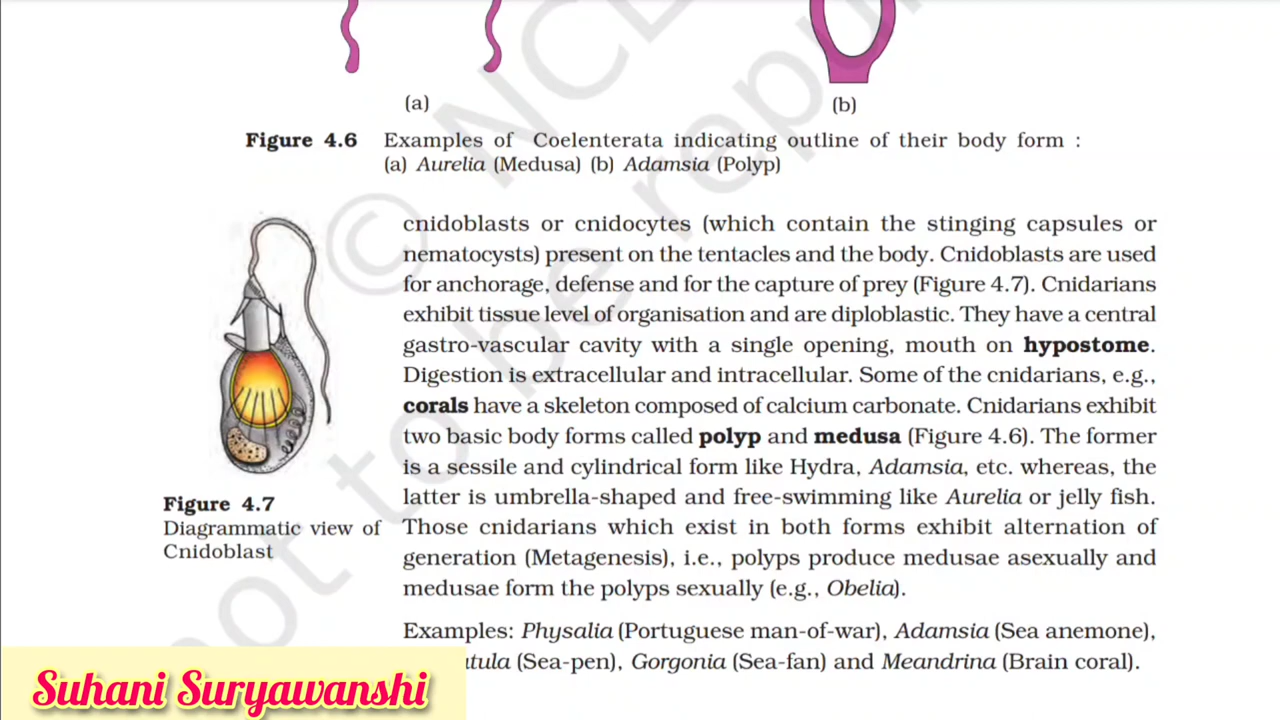 (a)
(b)
Figure 4.6 Examples of Coelenterata indicating outline of their body form :
(a) Aurelia (Medusa) (b) Adamsia (Polyp)
cnidoblasts or cnidocytes (which contain the stinging capsules or
nematocysts) present on the tentacles and the body. Cnidoblasts are used
for anchorage, defense and for the capture of prey (Figure 4.7). Cnidarians
exhibit tissue level of organisation and are diploblastic. They have a central
gastro-vascular cavity with a single opening, mouth on hypostome.
Digestion is extracellular and intracellular. Some of the cnidarians, e.g.,
corals have a skeleton composed of calcium carbonate. Cnidarians exhibit
two basic body forms called polyp and medusa (Figure 4.6). The former
is a sessile and cylindrical form like Hydra, Adamsia, etc. whereas, the
latter is umbrella-shaped and free-swimming like Aurelia or jelly fish.
Those cnidarians which exist in both forms exhibit alternation of
generation (Metagenesis), i.e., polyps produce medusae asexually and
medusae form the polyps sexually (e.g., Obelia).
Examples: Physalia (Portuguese man-of-war), Adamsia (Sea anemone),
(Sea-pen), Gorgonia (Sea-fan) and Meandrina (Brain coral).
Figure 4.7
Diagrammatic view of
Cnidoblast
not to be
© NC
Suhani Suryawanshi